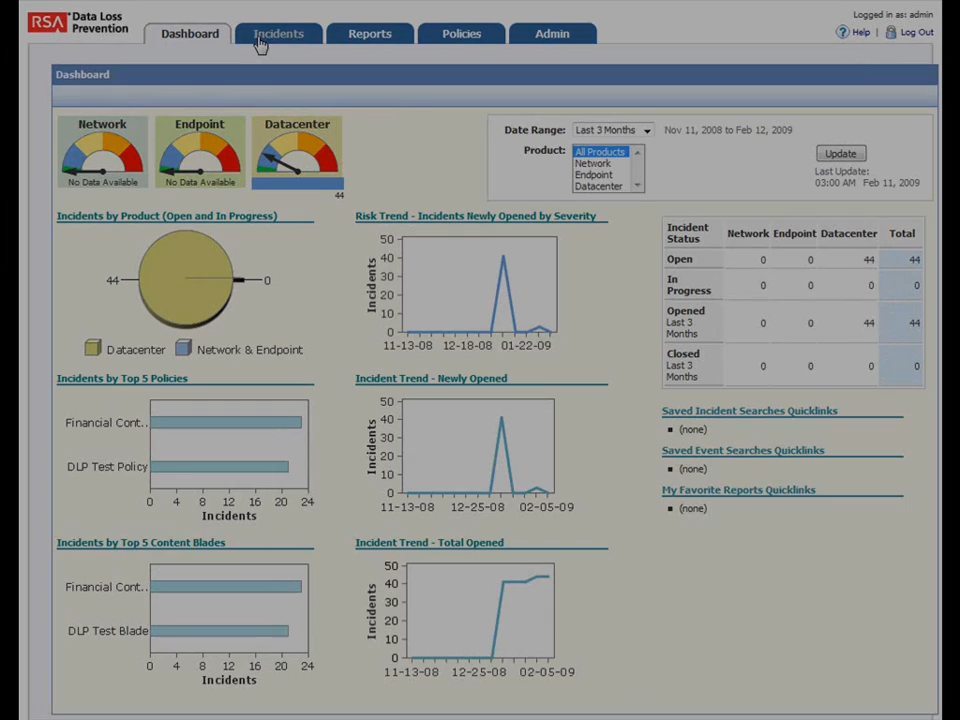 RSA Data Loss Prevention
Dashboard
Incidents
Reports
Policies
Admin
Logged in as: admin
Help | Log Out
Dashboard
Network
No Data Available
Endpoint
No Data Available
Datacenter
44
Date Range: Last 3 Months Nov 11, 2008 to Feb 12, 2009
Product: All Products
Network
Endpoint
Datacenter
Update
Last Update:
03:00 AM Feb 11, 2009
Incidents by Product (Open and In Progress)
44 0
Datacenter Network & Endpoint
Risk Trend - Incidents Newly Opened by Severity
50
40
30
20
10
0
Incidents
11-13-08 12-18-08 01-22-09
Incident Status Network Endpoint Datacenter Total
Open 0 0 44 44
In Progress 0 0 0 0
Opened Last 3 Months 0 0 44 44
Closed Last 3 Months 0 0 0 0
Incidents by Top 5 Policies
Financial Cont..
DLP Test Policy
0 4 8 12 16 20 24
Incidents
Incident Trend - Newly Opened
50
40
30
20
10
0
Incidents
11-13-08 12-25-08 02-05-09
Saved Incident Searches Quicklinks
(none)
Saved Event Searches Quicklinks
(none)
My Favorite Reports Quicklinks
(none)
Incidents by Top 5 Content Blades
Financial Cont..
DLP Test Blade
0 4 8 12 16 20 24
Incidents
Incident Trend - Total Opened
50
40
30
20
10
0
Incidents
11-13-08 12-25-08 02-05-09